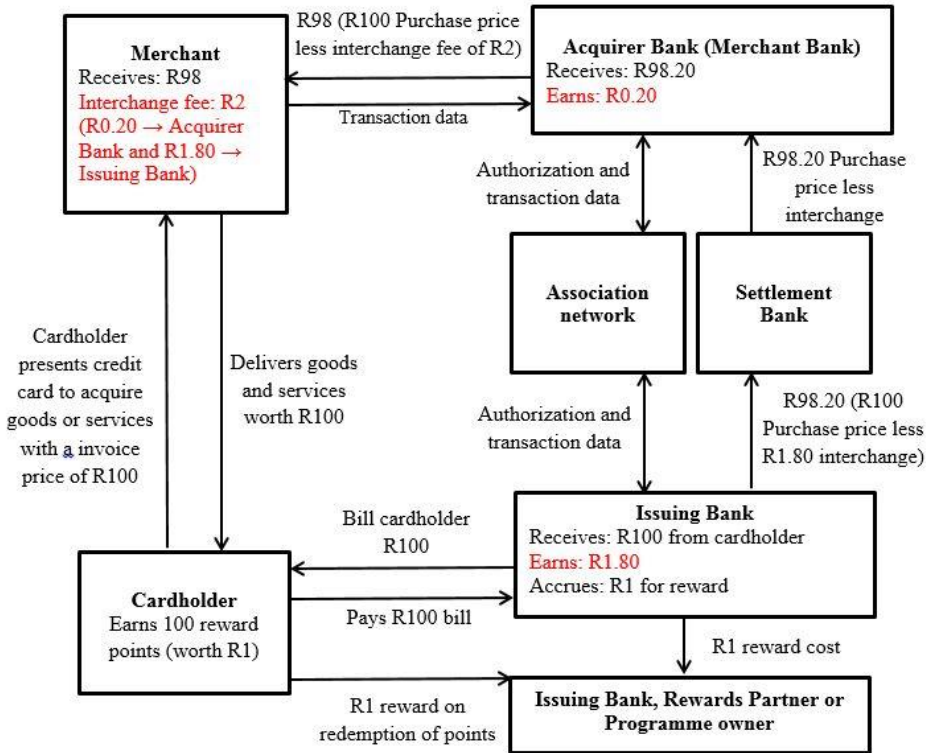 R98 (R100 Purchase price
less interchange fee of R2)
Merchant
Receives: R98
Interchange fee: R2
(R0.20 → Acquirer
Bank and R1.80 →
Issuing Bank)
Acquirer Bank (Merchant Bank)
Receives: R98.20
Earns: R0.20
Transaction data
Authorization and
transaction data
R98.20 Purchase
price less
interchange
Association
network
Settlement
Bank
Cardholder
presents credit
card to acquire
goods or services
with a invoice
price of R100
Delivers goods
and services
worth R100
Authorization and
transaction data
R98.20 (R100
Purchase price less
R1.80 interchange)
Bill cardholder
R100
Issuing Bank
Receives: R100 from cardholder
Earns: R1.80
Accrues: R1 for reward
Cardholder
Earns 100 reward
points (worth R1)
Pays R100 bill
R1 reward cost
R1 reward on
redemption of points
Issuing Bank, Rewards Partner or
Programme owner